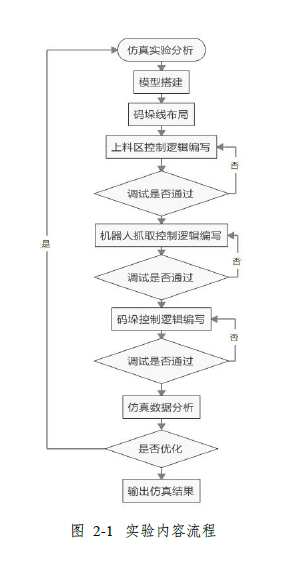 仿真实验分析
模型搭建
码垛线布局
上料区控制逻辑编写
否
调试是否通过
机器人抓取控制逻辑编写
是
否
调试是否通过
码垛控制逻辑编写
否
调试是否通过
仿真数据分析
是否优化
输出仿真结果
图 2-1 实验内容流程